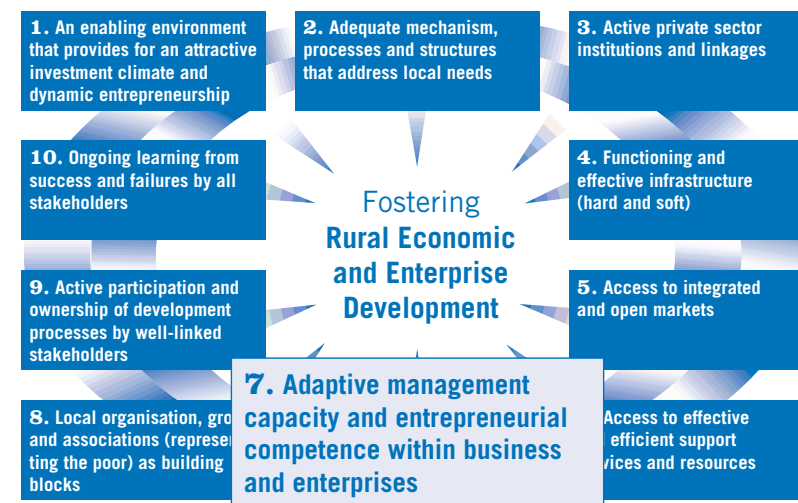 1. An enabling environment
that provides for an attractive
investment climate and
dynamic entrepreneurship
2. Adequate mechanism,
processes and structures
that address local needs
3. Active private sector
institutions and linkages
10. Ongoing learning from
success and failures by all
stakeholders
Fostering
Rural Economic
and Enterprise
Development
4. Functioning and
effective infrastructure
(hard and soft)
9. Active participation and
ownership of development
processes by well-linked
stakeholders
5. Access to integrated
and open markets
8. Local organisation,
and associations
ting the poor) as building
blocks
7. Adaptive management
capacity and entrepreneurial
competence within business
and enterprises
Access to effective
efficient support
and resources